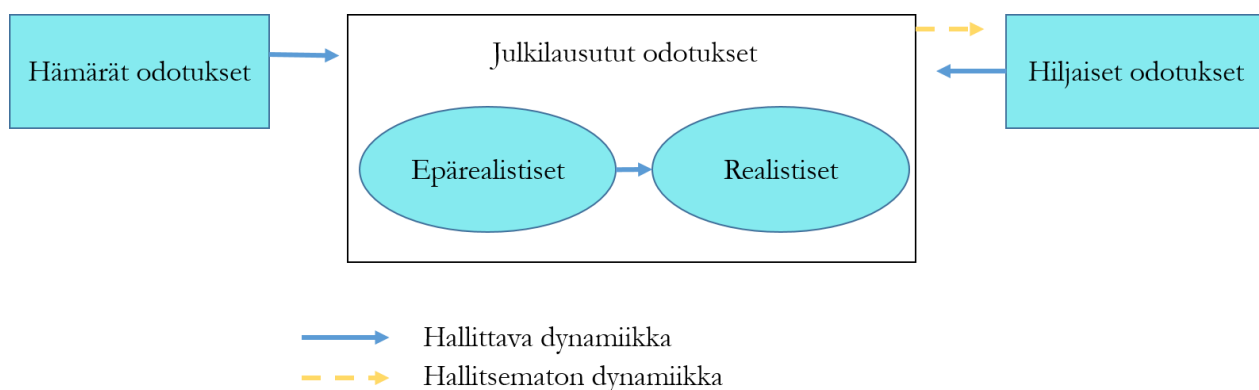 Hämärät odotukset
Julkilausutut odotukset
Hiljaiset odotukset
Epärealistiset
Realistiset
Hallittava dynamiikka
Hallitsematon dynamiikka